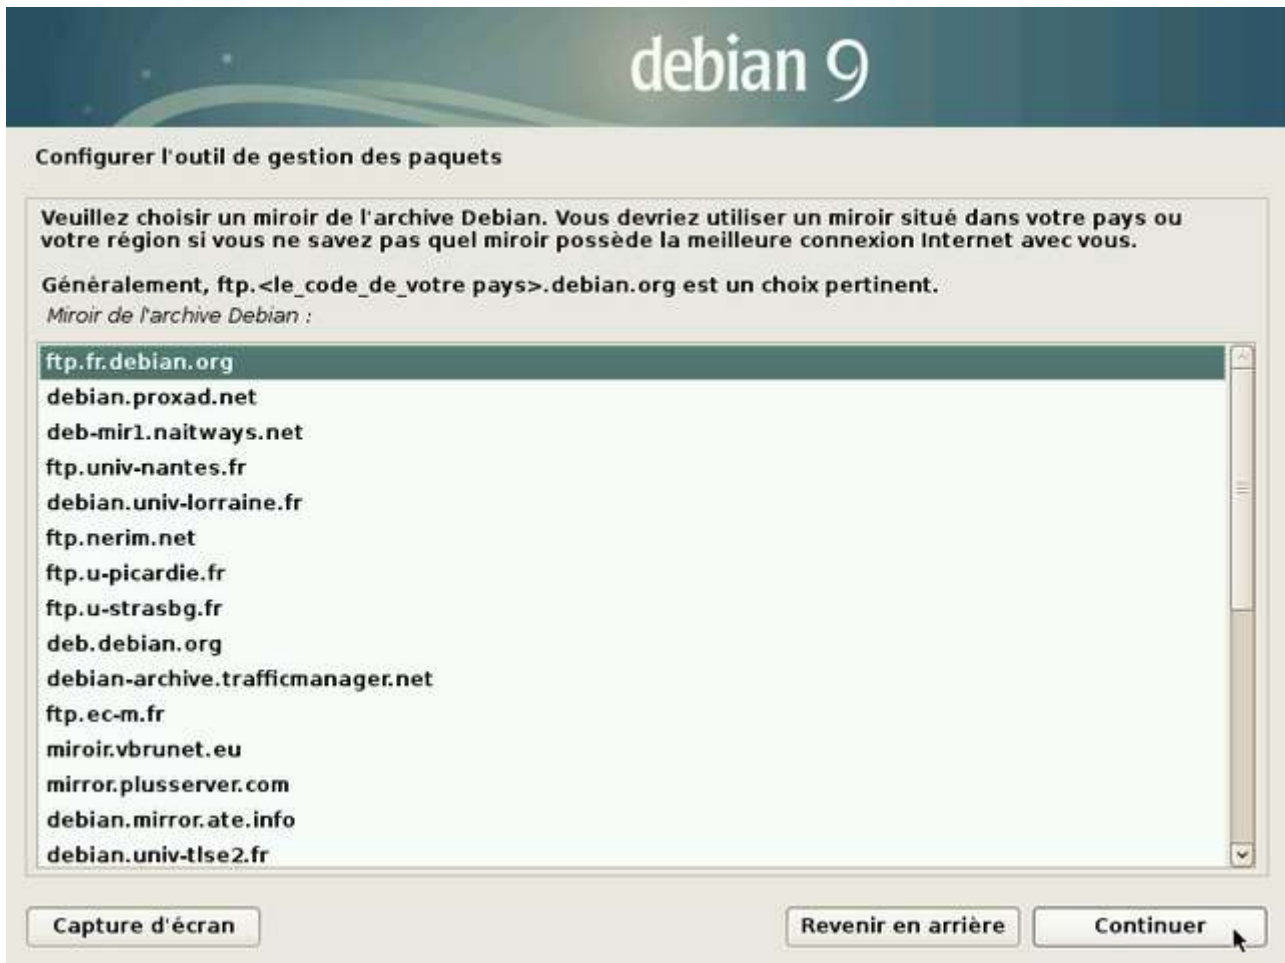 debian 9
Configurer l'outil de gestion des paquets
Veuillez choisir un miroir de l'archive Debian. Vous devriez utiliser un miroir situé dans votre pays ou
votre région si vous ne savez pas quel miroir possède la meilleure connexion Internet avec vous.
Généralement, ftp.<le_code_de_votre pays>.debian.org est un choix pertinent.
Miroir de l'archive Debian :
ftp.fr.debian.org
debian.proxad.net
deb-mir1.naitways.net
ftp.univ-nantes.fr
debian.univ-lorraine.fr
ftp.nerim.net
ftp.u-picardie.fr
ftp.u-strasbg.fr
deb.debian.org
debian-archive.trafficmanager.net
ftp.ec-m.fr
miroir.vbrunet.eu
mirror.plusserver.com
debian.mirror.ate.info
debian.univ-tlse2.fr
Capture d'écran
Revenir en arrière
Continuer